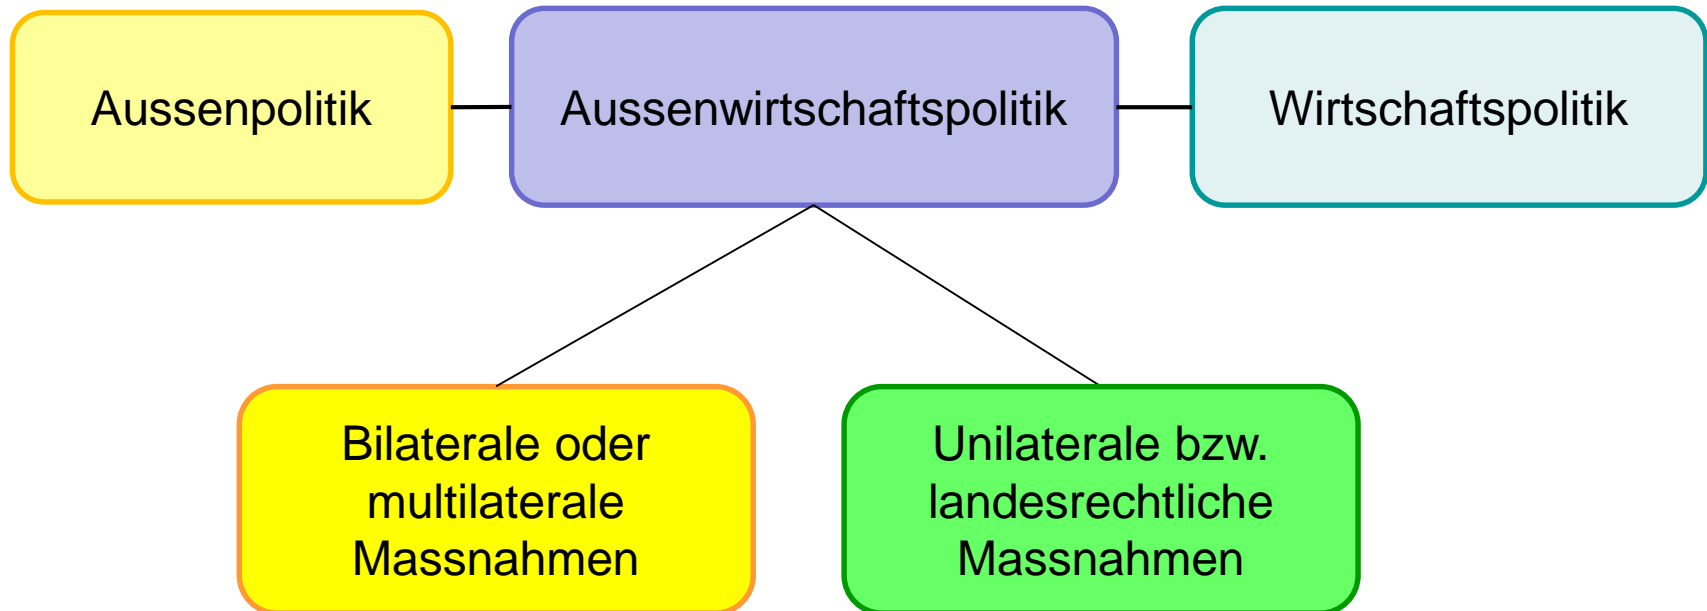 Aussenpolitik
Aussenwirtschaftspolitik
Wirtschaftspolitik
Bilaterale oder
multilaterale
Massnahmen
Unilaterale bzw.
landesrechtliche
Massnahmen